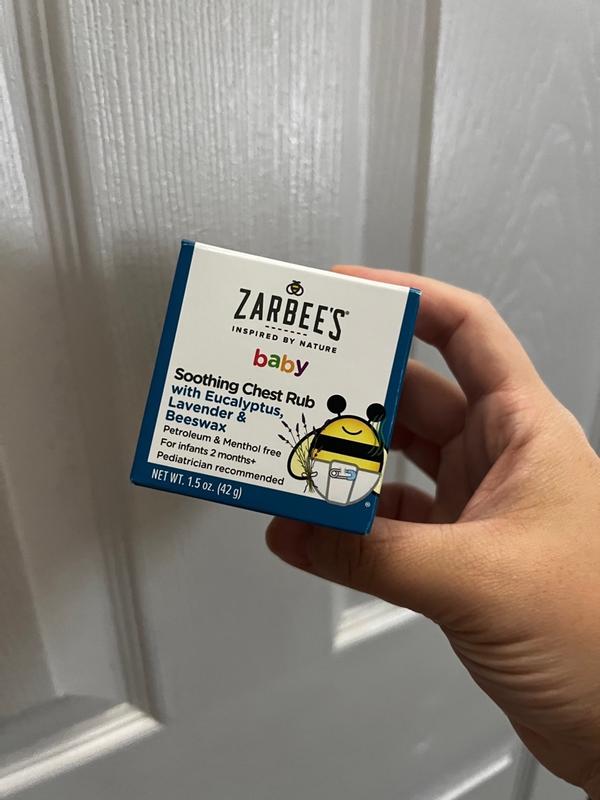 ZARBEE'S®
INSPIRED BY NATURE
baby
Soothing Chest Rub
with Eucalyptus,
Lavender &
Beeswax
Petroleum & Menthol free
For infants 2 months+
Pediatrician recommended
NET WT. 1.5 oz. (42 g)